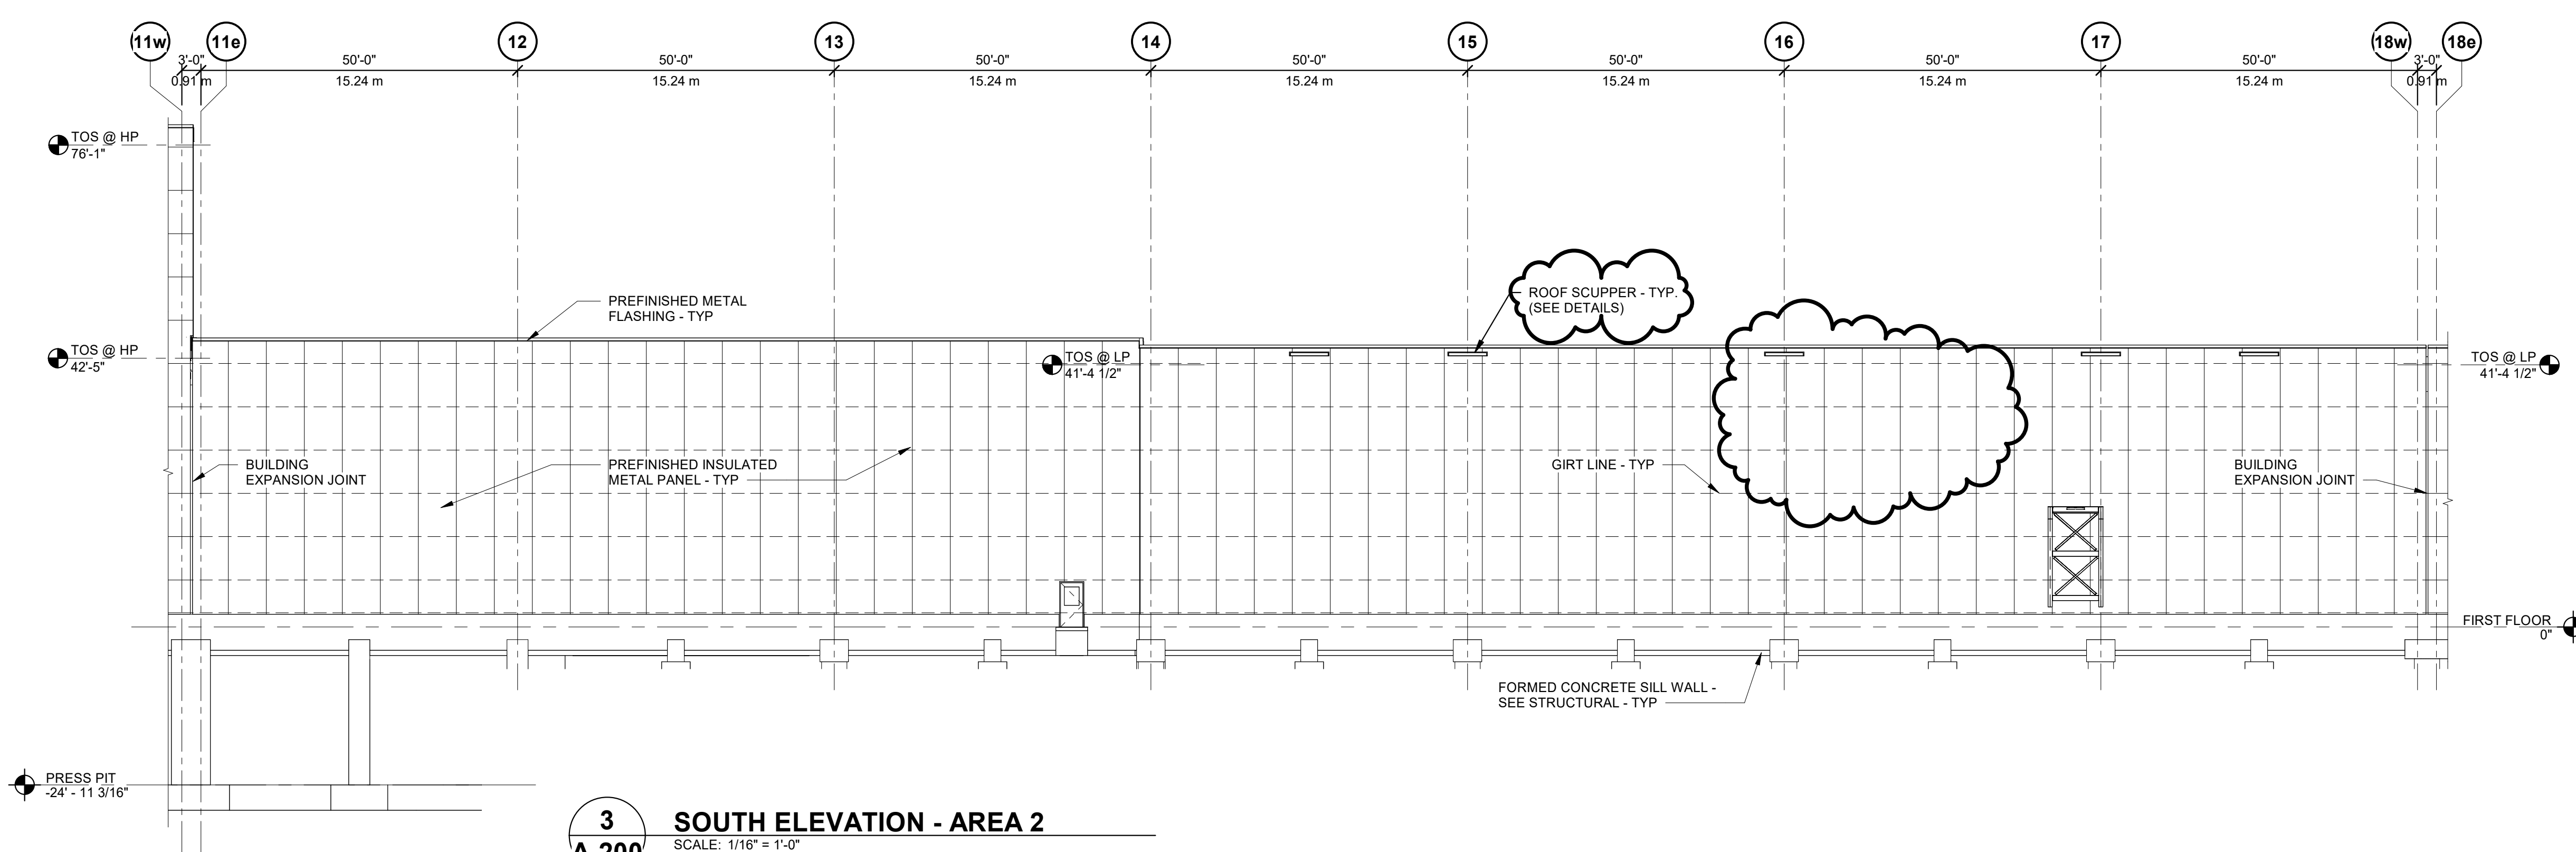 11w
11e
12
13
14
15
16
17
18w
18e
3'-0"
50'-0"
50'-0"
50'-0"
50'-0"
50'-0"
50'-0"
50'-0"
3'-0"
0.91 m
15.24 m
15.24 m
15.24 m
15.24 m
15.24 m
15.24 m
15.24 m
0.91 m
TOS @ HP
76'-1"
PREFINISHED METAL
FLASHING - TYP
ROOF SCUPPER - TYP.
(SEE DETAILS)
TOS @ HP
42'-5"
TOS @ LP
41'-4 1/2"
TOS @ LP
41'-4 1/2"
BUILDING
EXPANSION JOINT
PREFINISHED INSULATED
METAL PANEL - TYP
GIRT LINE - TYP
BUILDING
EXPANSION JOINT
FIRST FLOOR
0"
FORMED CONCRETE SILL WALL -
SEE STRUCTURAL - TYP
PRESS PIT
-24' - 11 3/16"
3
A-200
SOUTH ELEVATION - AREA 2
SCALE: 1/16" = 1'-0"